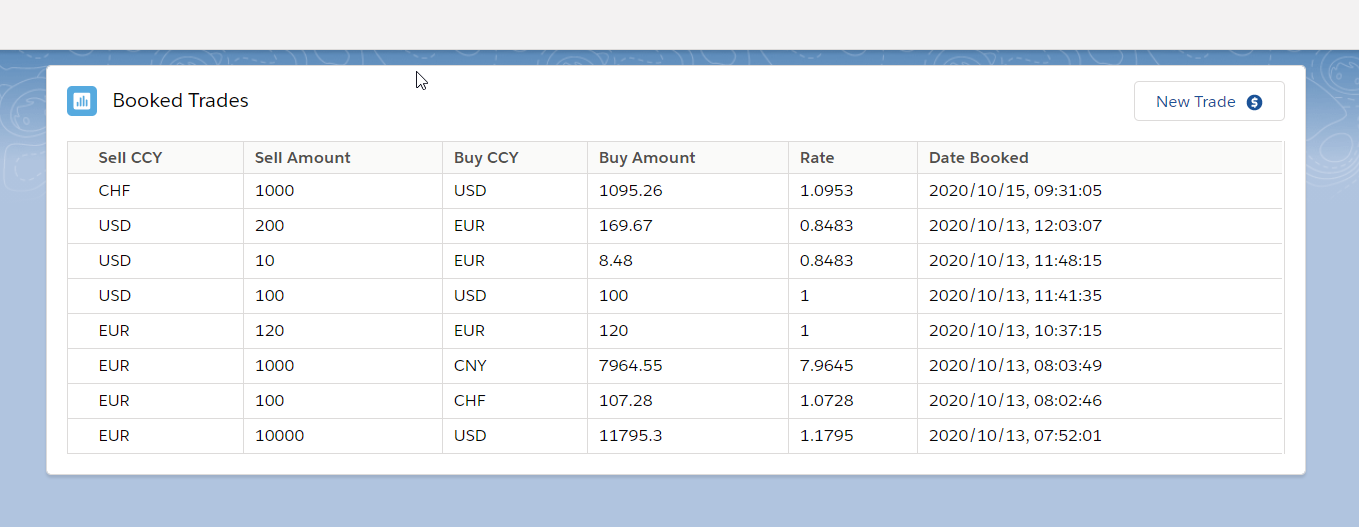 Booked Trades
New Trade
Sell CCY Sell Amount Buy CCY Buy Amount Rate Date Booked
CHF 1000 USD 1095.26 1.0953 2020/10/15, 09:31:05
USD 200 EUR 169.67 0.8483 2020/10/13, 12:03:07
USD 10 EUR 8.48 0.8483 2020/10/13, 11:48:15
USD 100 USD 100 1 2020/10/13, 11:41:35
EUR 120 EUR 120 1 2020/10/13, 10:37:15
EUR 1000 CNY 7964.55 7.9645 2020/10/13, 08:03:49
EUR 100 CHF 107.28 1.0728 2020/10/13, 08:02:46
EUR 10000 USD 11795.3 1.1795 2020/10/13, 07:52:01